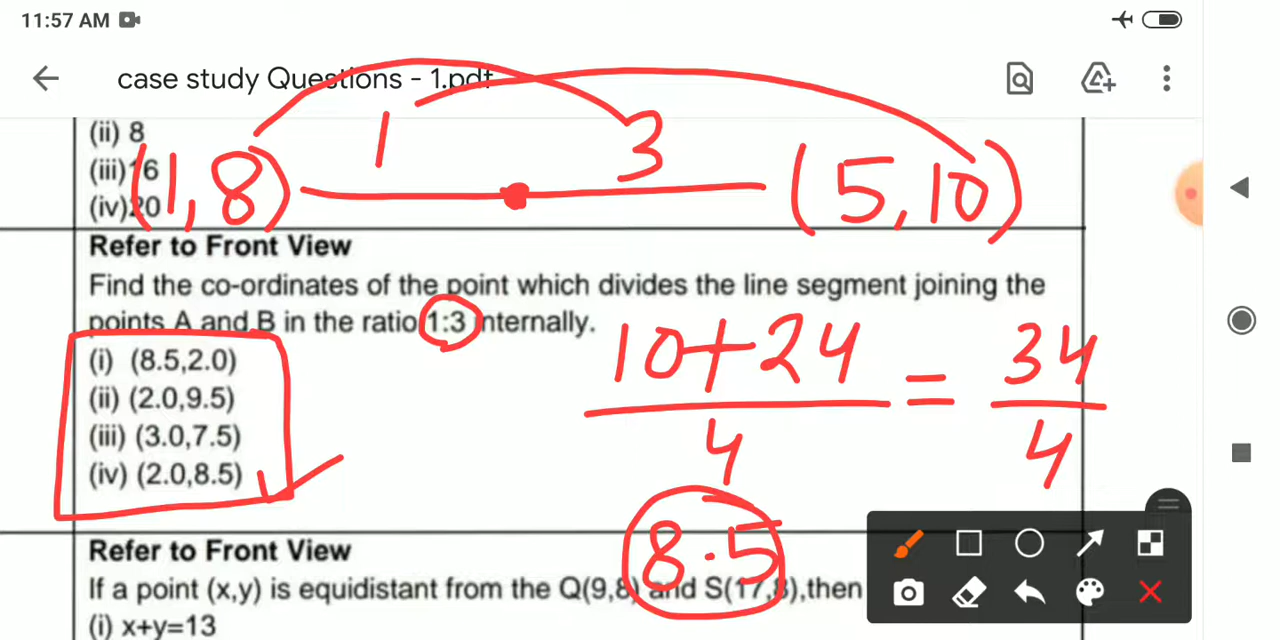 11:57 AM
case study Questions - 1.pdf
(ii) 8
(iii) 16
(iv) 20
1 3
(1,8) (5,10)
Refer to Front View
Find the co-ordinates of the point which divides the line segment joining the
points A and B in the ratio 1:3 internally.
(i) (8.5,2.0)
(ii) (2.0,9.5)
(iii) (3.0,7.5)
(iv) (2.0,8.5)
10+24 = 34
4 4
8.5
Refer to Front View
If a point (x,y) is equidistant from the Q(9,8) and S(17,8),then
(i) x+y=13